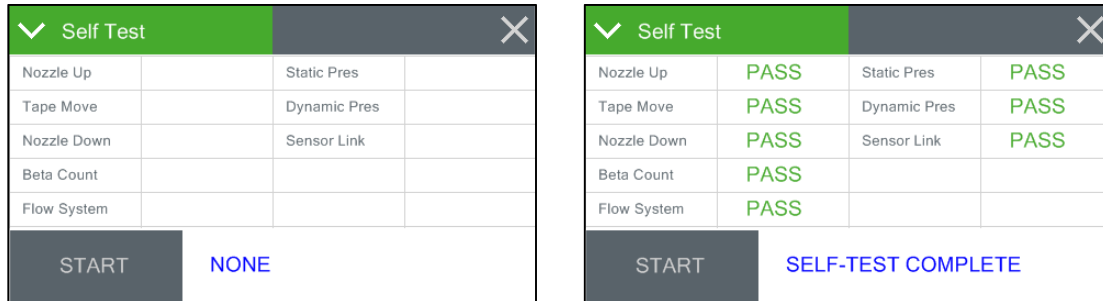 Self Test
Nozzle Up Static Pres
Tape Move Dynamic Pres
Nozzle Down Sensor Link
Beta Count
Flow System
START NONE
Self Test
Nozzle Up PASS Static Pres PASS
Tape Move PASS Dynamic Pres PASS
Nozzle Down PASS Sensor Link PASS
Beta Count PASS
Flow System PASS
START SELF-TEST COMPLETE